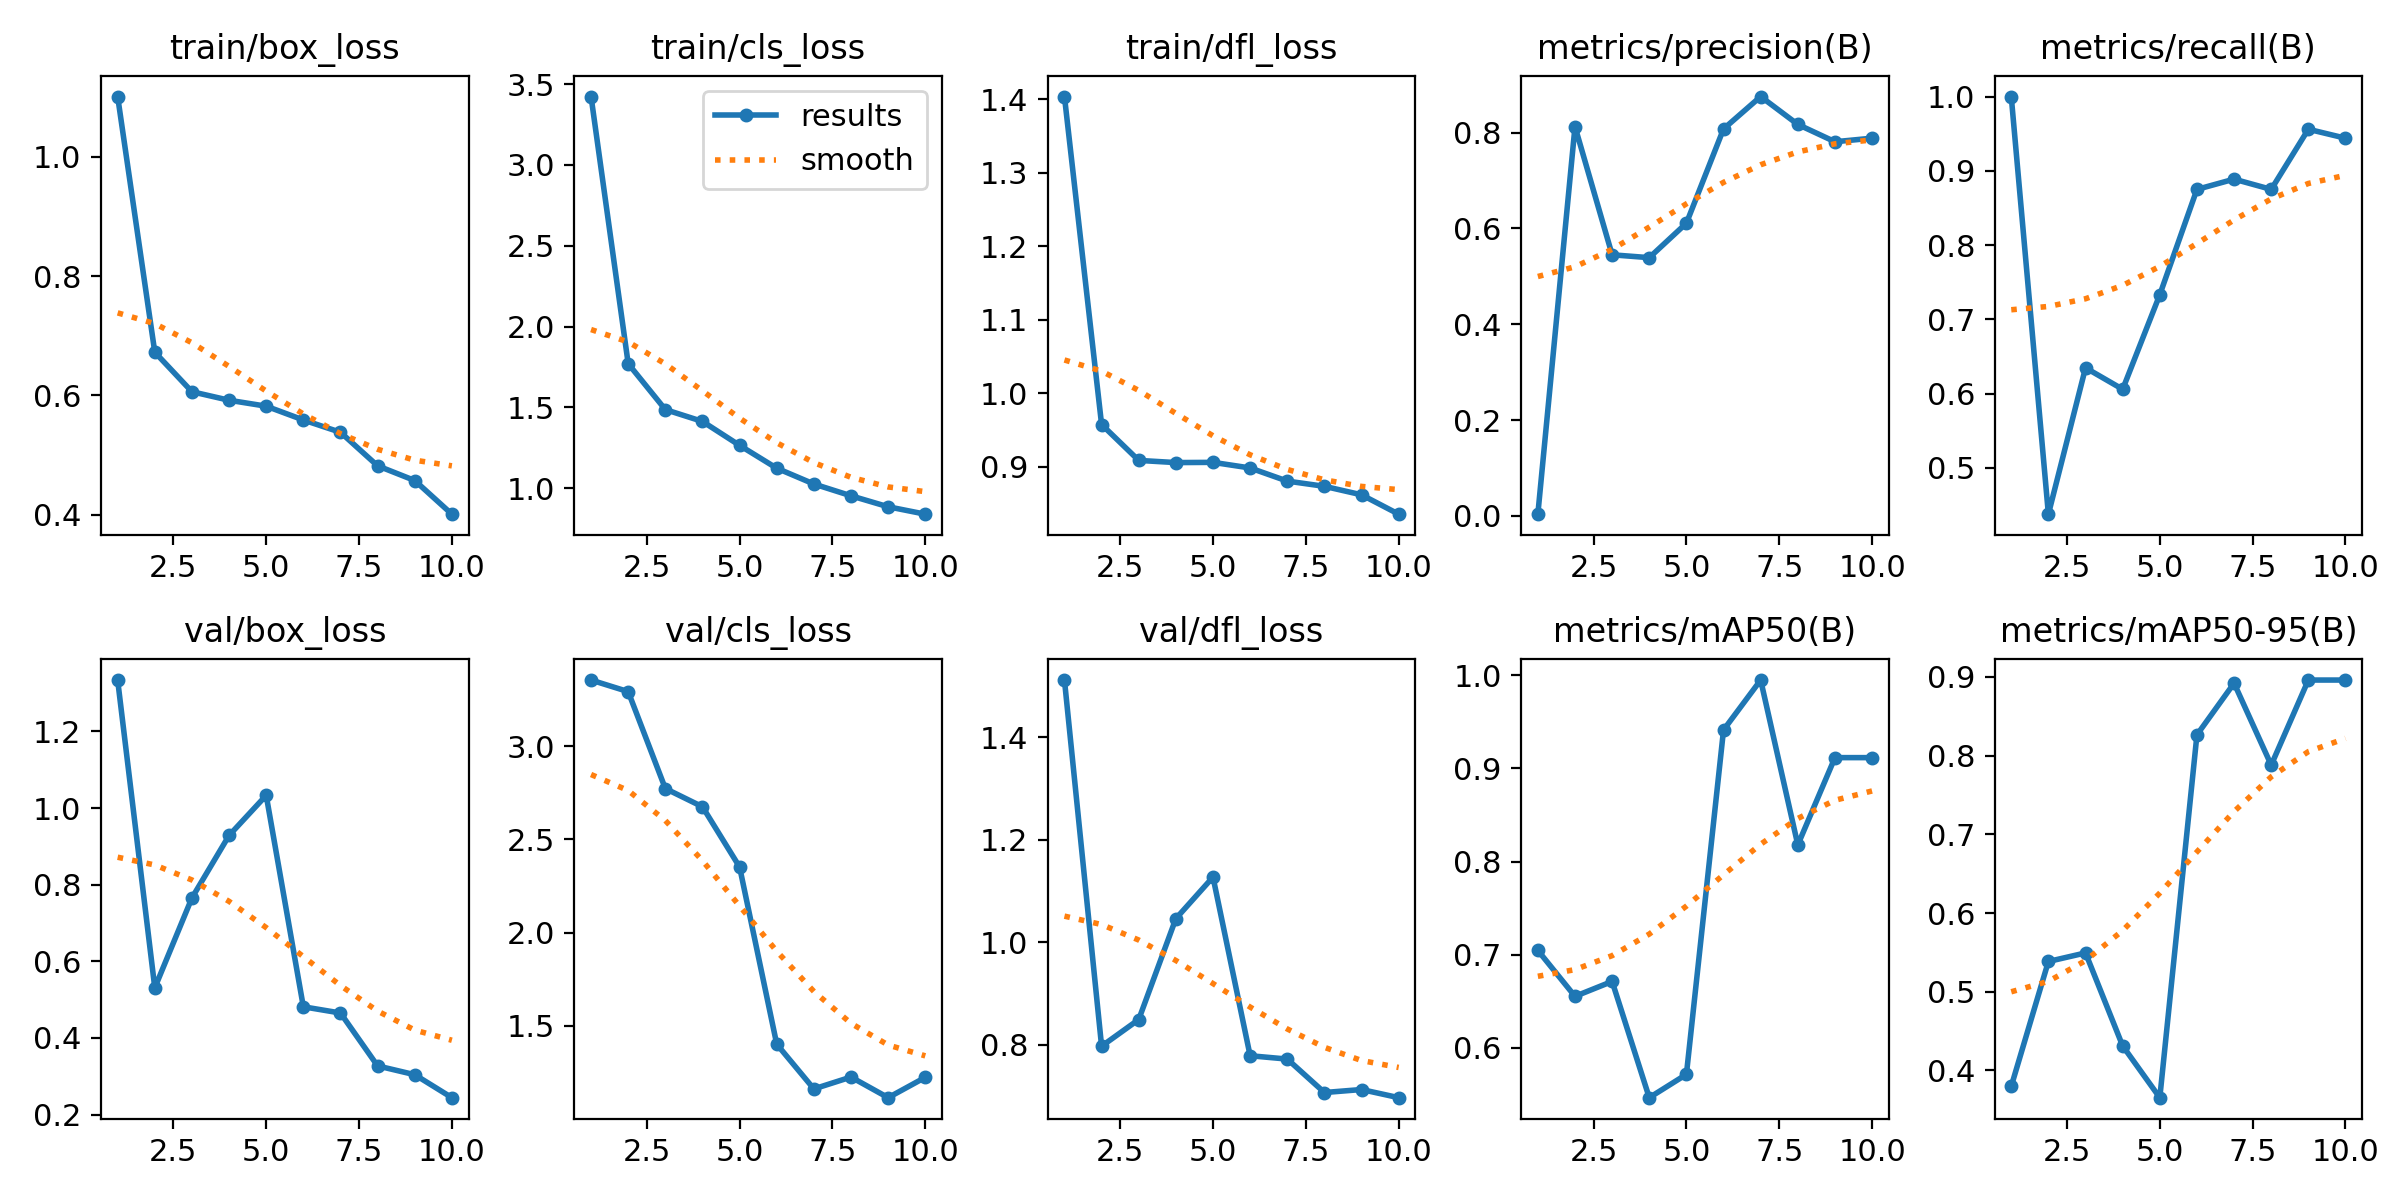 train/box_loss
train/cls_loss
train/dfl_loss
metrics/precision(B)
metrics/recall(B)
1.0
0.8
0.6
0.4
2.5 5.0 7.5 10.0
3.5
3.0
2.5
2.0
1.5
1.0
results
smooth
2.5 5.0 7.5 10.0
1.4
1.3
1.2
1.1
1.0
0.9
2.5 5.0 7.5 10.0
0.8
0.6
0.4
0.2
0.0
2.5 5.0 7.5 10.0
1.0
0.9
0.8
0.7
0.6
0.5
2.5 5.0 7.5 10.0
val/box_loss
val/cls_loss
val/dfl_loss
metrics/mAP50(B)
metrics/mAP50-95(B)
1.2
1.0
0.8
0.6
0.4
0.2
2.5 5.0 7.5 10.0
3.0
2.5
2.0
1.5
2.5 5.0 7.5 10.0
1.4
1.2
1.0
0.8
2.5 5.0 7.5 10.0
1.0
0.9
0.8
0.7
0.6
2.5 5.0 7.5 10.0
0.9
0.8
0.7
0.6
0.5
0.4
2.5 5.0 7.5 10.0